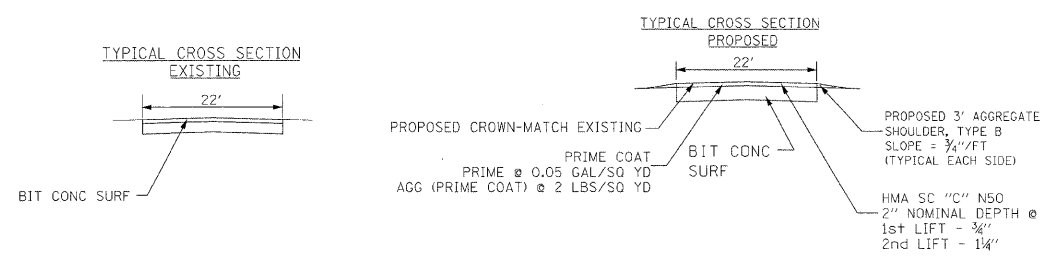 TYPICAL CROSS SECTION
EXISTING
22'
BIT CONC SURF
TYPICAL CROSS SECTION
PROPOSED
22'
PROPOSED CROWN-MATCH EXISTING
PRIME COAT
PRIME @ 0.05 GAL/SQ YD
AGG (PRIME COAT) @ 2 LBS/SQ YD
BIT CONC
SURF
PROPOSED 3' AGGREGATE
SHOULDER, TYPE B
SLOPE = 3/4"/FT
(TYPICAL EACH SIDE)
HMA SC "C" N50
2" NOMINAL DEPTH @
1st LIFT - 3/4"
2nd LIFT - 1 1/4"